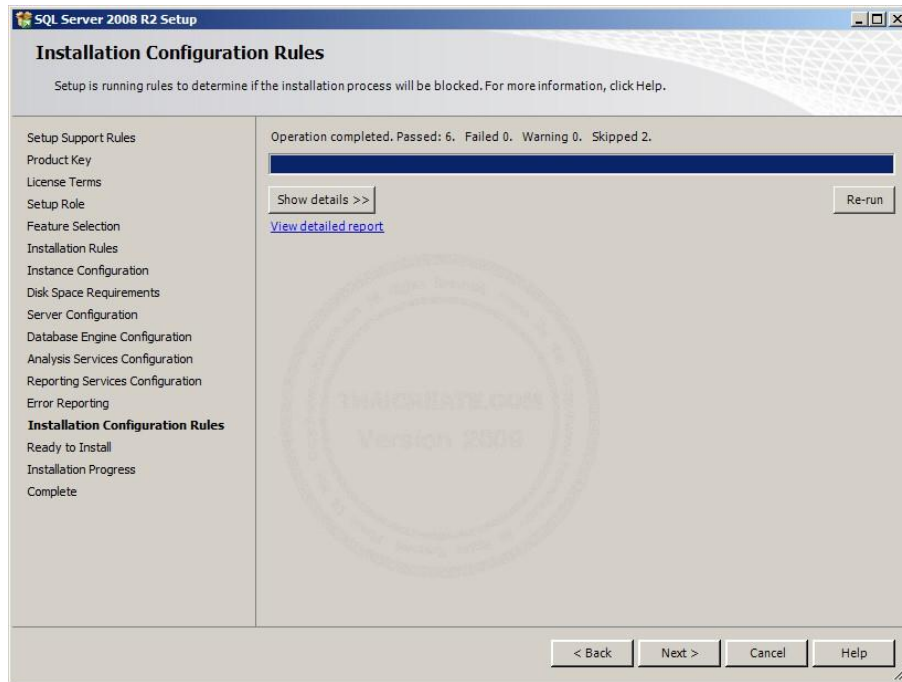 SQL Server 2008 R2 Setup
Installation Configuration Rules
Setup is running rules to determine if the installation process will be blocked. For more information, click Help.
Setup Support Rules
Product Key
License Terms
Setup Role
Feature Selection
Installation Rules
Instance Configuration
Disk Space Requirements
Server Configuration
Database Engine Configuration
Analysis Services Configuration
Reporting Services Configuration
Error Reporting
Installation Configuration Rules
Ready to Install
Installation Progress
Complete
Operation completed. Passed: 6. Failed 0. Warning 0. Skipped 2.
Show details >>
Re-run
View detailed report
Version
< Back
Next >
Cancel
Help